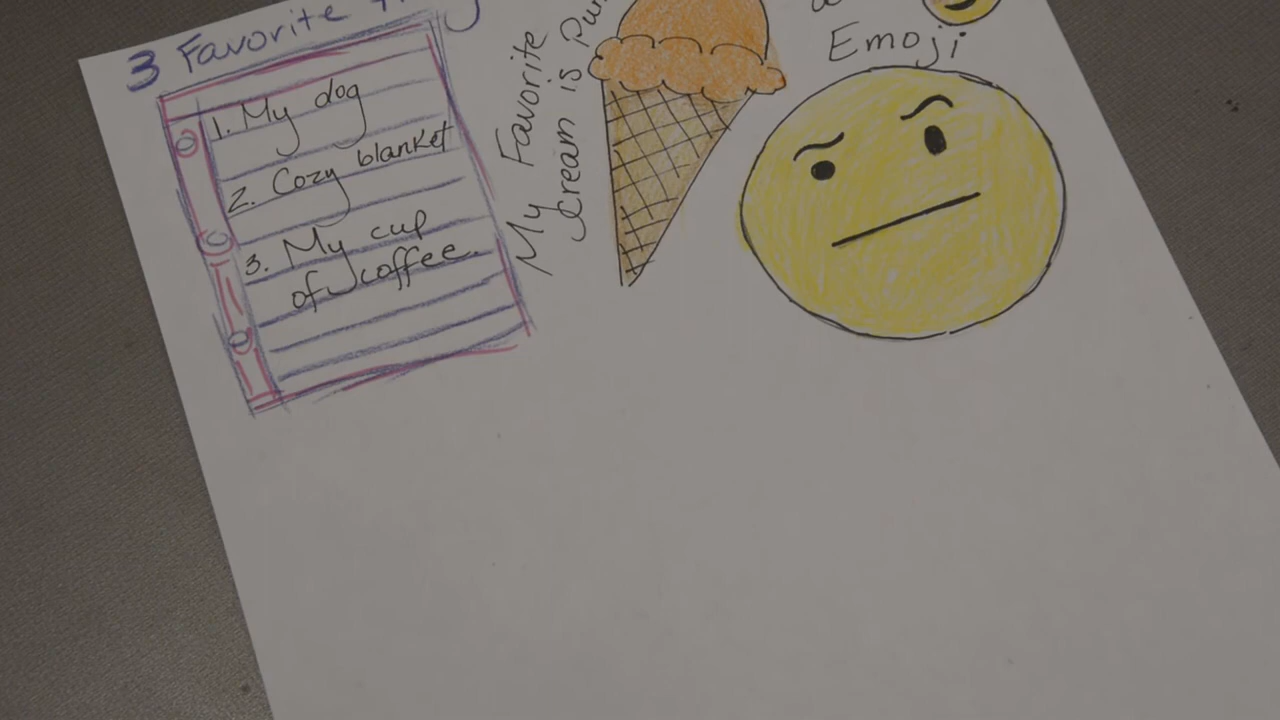 3 Favorite
1. My dog
2. Cozy blanket
3. My cup
of coffee.
My Favorite
cream is
Emoji